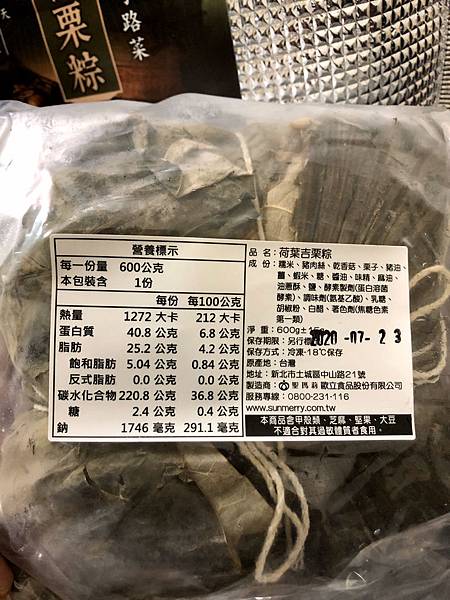 天
栗粽
路菜
營養標示
每一份量 600公克
本包裝含 1份
每份 每100公克
熱量 1272 大卡 212 大卡
蛋白質 40.8 公克 6.8 公克
脂肪 25.2 公克 4.2 公克
飽和脂肪 5.04 公克 0.84 公克
反式脂肪 0.0 公克 0.0 公克
碳水化合物 220.8 公克 36.8 公克
糖 2.4 公克 0.4 公克
鈉 1746 毫克 291.1 毫克
品名：荷葉吉栗粽
成份：糯米、豬肉絲、乾香菇、栗子、豬油、
薑、蝦米、糖、醬油、味精、麻油、
油蔥酥、鹽、酵素製劑(蛋白溶菌
酵素)、調味劑(氨基乙酸)、乳糖、
胡椒粉、白醋、著色劑(焦糖色素
第一類)
淨重：600g±
保存期限：另行標 2020-07-23
保存方式：冷凍-18℃保存
原產地：台灣
地址：新北市土城區中山路21號
製造商：聖瑪莉 歐立食品股份有限公司
服務專線：0800-231-116
www.sunmerry.com.tw
本商品含甲殼類、芝麻、堅果、大豆
不適合對其過敏體質者食用。